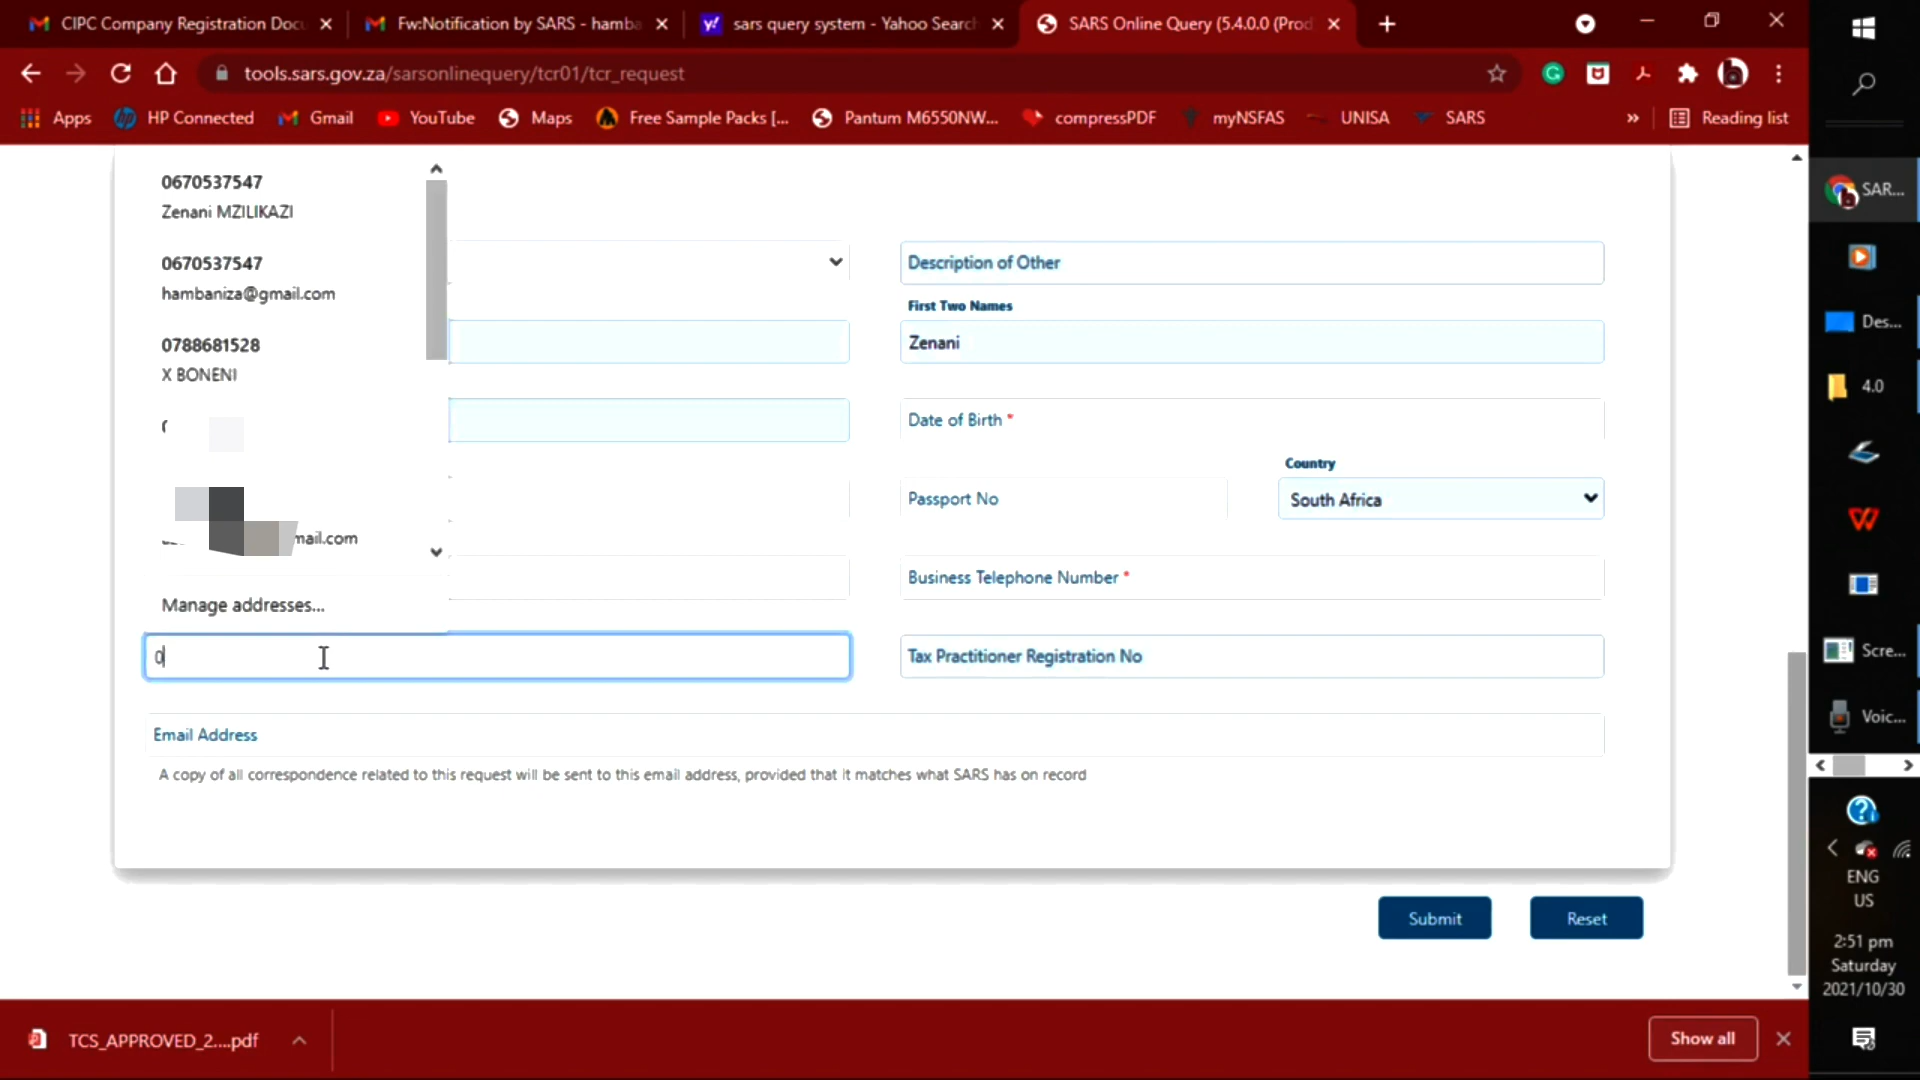 CIPC Company Registration Docu
Fw:Notification by SARS - hamba
sars query system - Yahoo Search
SARS Online Query (5.4.0.0 (Prod
tools.sars.gov.za/sarsonlinequery/tcr01/tcr_request
Apps
HP Connected
Gmail
YouTube
Maps
Free Sample Packs [...
Pantum M6550NW...
compressPDF
myNSFAS
UNISA
SARS
»
Reading list
0670537547
Zenani MZILIKAZI
0670537547
hambaniza@gmail.com
0788681528
X BONENI
mail.com
Manage addresses...
0
Description of Other
First Two Names
Zenani
Date of Birth *
Passport No
Country
South Africa
Business Telephone Number *
Tax Practitioner Registration No
Email Address
A copy of all correspondence related to this request will be sent to this email address, provided that it matches what SARS has on record
Submit
Reset
TCS_APPROVED_2....pdf
Show all
SAR...
Des...
4.0
Scre...
Voic...
ENG
US
2:51 pm
Saturday
2021/10/30